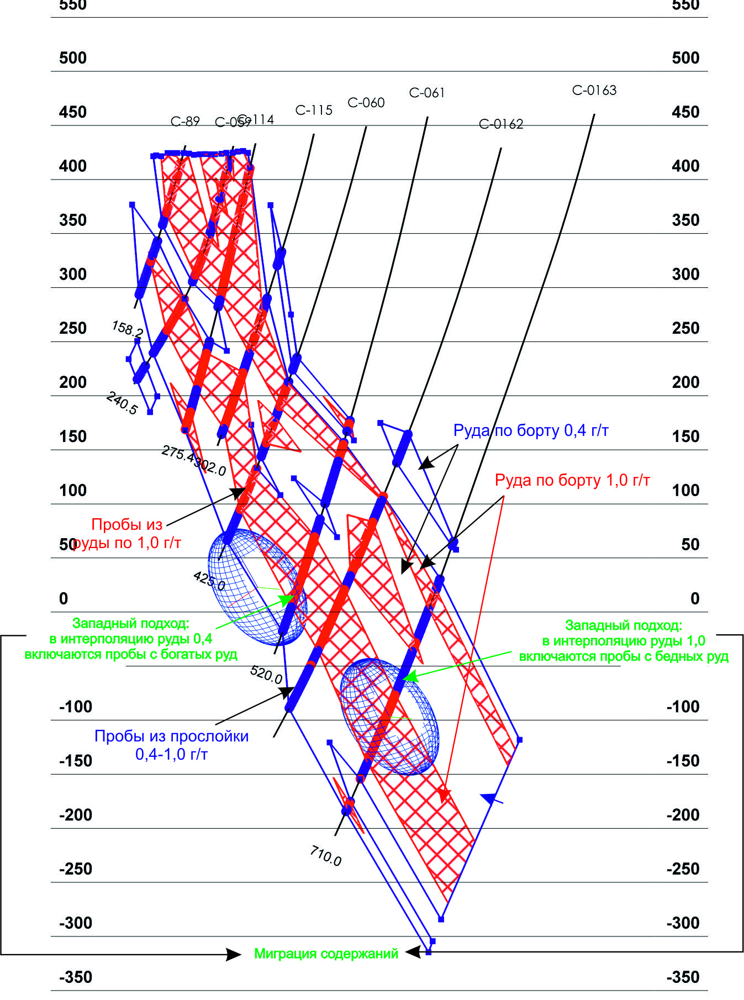 550 550
500 500
C-0163
C-061
C-060
C-115
450 450
C-89 C-059 C-114 C-0162
400 400
350 350
300 300
250 250
158.2
200 200
240.5
150 150
Руда по борту 0,4 г/т
275.4 302.0
Руда по борту 1,0 г/т
100 100
Пробы из
руды по 1,0 г/т
50 50
425.0
0 0
Западный подход:
в интерполяцию руды 0,4
включаются пробы с богатых руд
Западный подход:
в интерполяцию руды 1,0
включаются пробы с бедных руд
520.0
-100 -100
Пробы из прослойки
0,4-1,0 г/т
-150 -150
-200 -200
710.0
-250 -250
-300 -300
Миграция содержаний
-350 -350